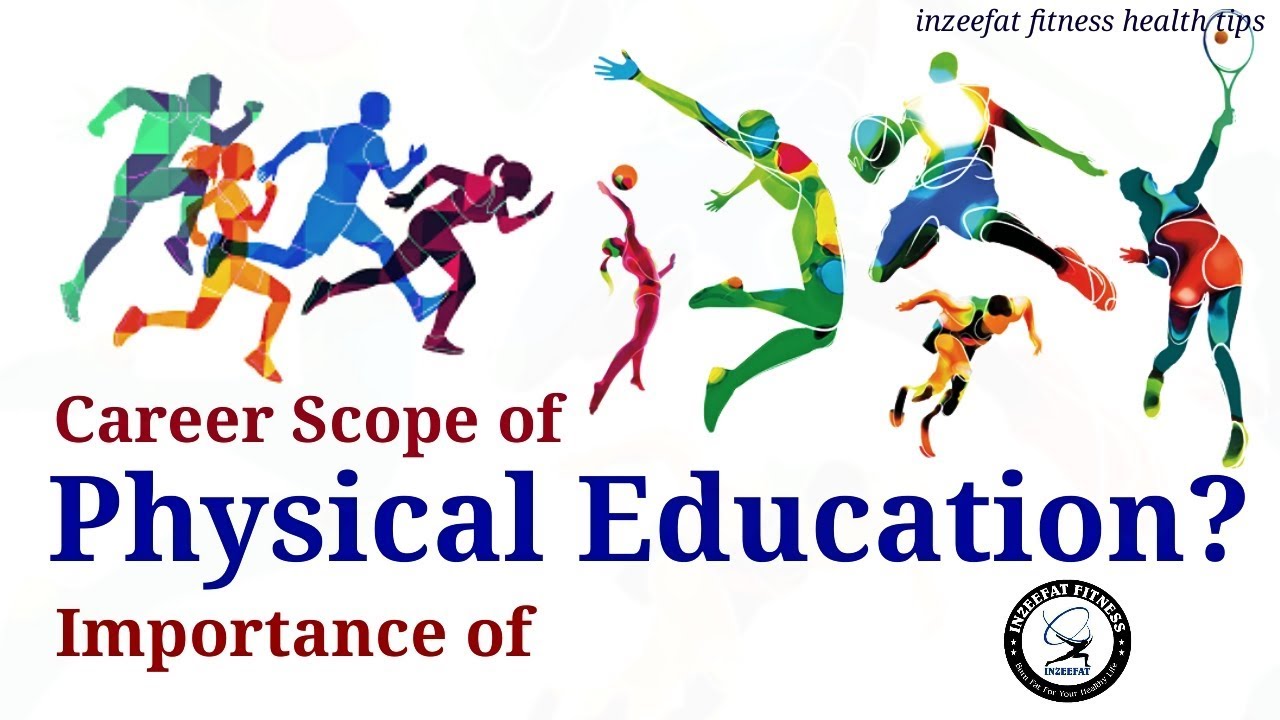 inzeefat fitness health tips
Career Scope of
Physical Education?
Importance of
INZEEFAT FITNESS
INZEEFAT
Burn Fat For Your Healthy Life